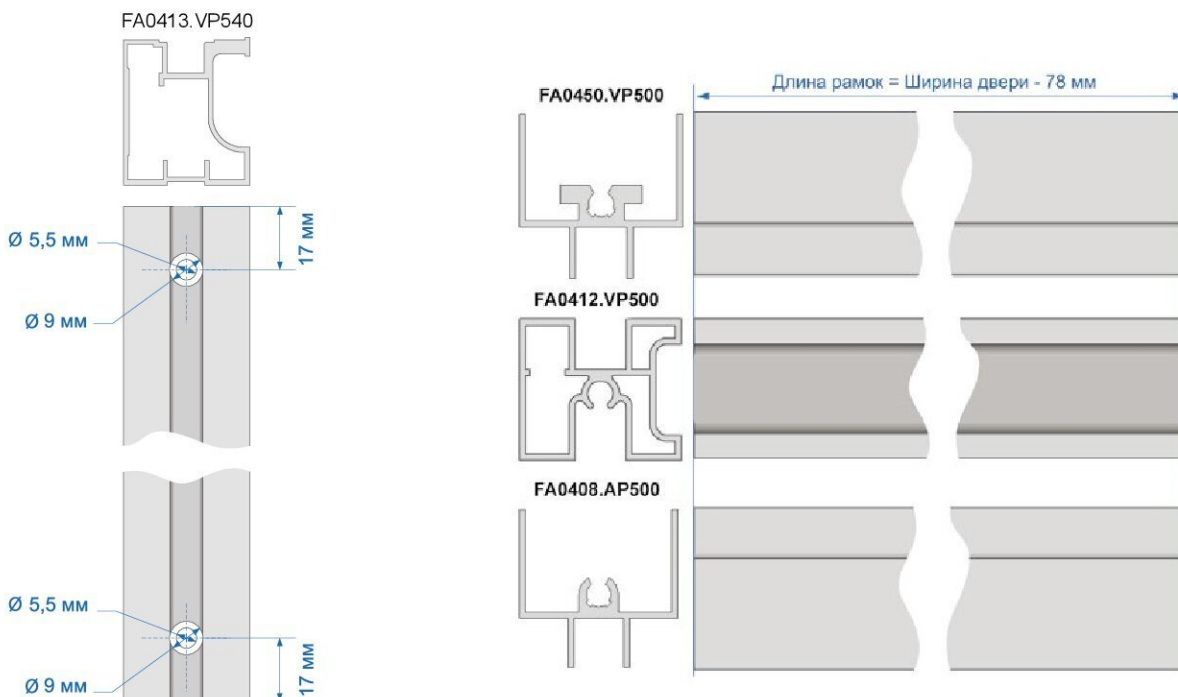 FA0413.VP540
Ø 5,5 мм
17 мм
Ø 9 мм
Ø 5,5 мм
17 мм
Ø 9 мм
Длина рамок = Ширина двери - 78 мм
FA0450.VP500
FA0412.VP500
FA0408.AP500